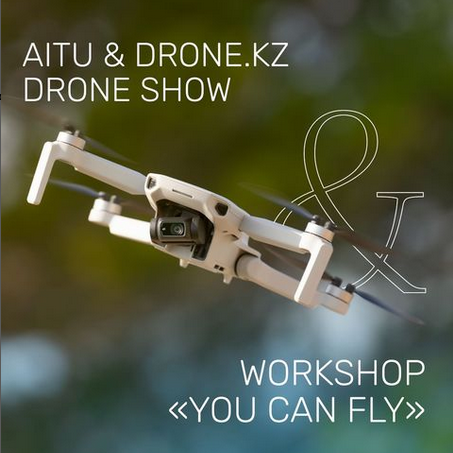 AITU & DRONE.KZ
DRONE SHOW
&
WORKSHOP
«YOU CAN FLY»